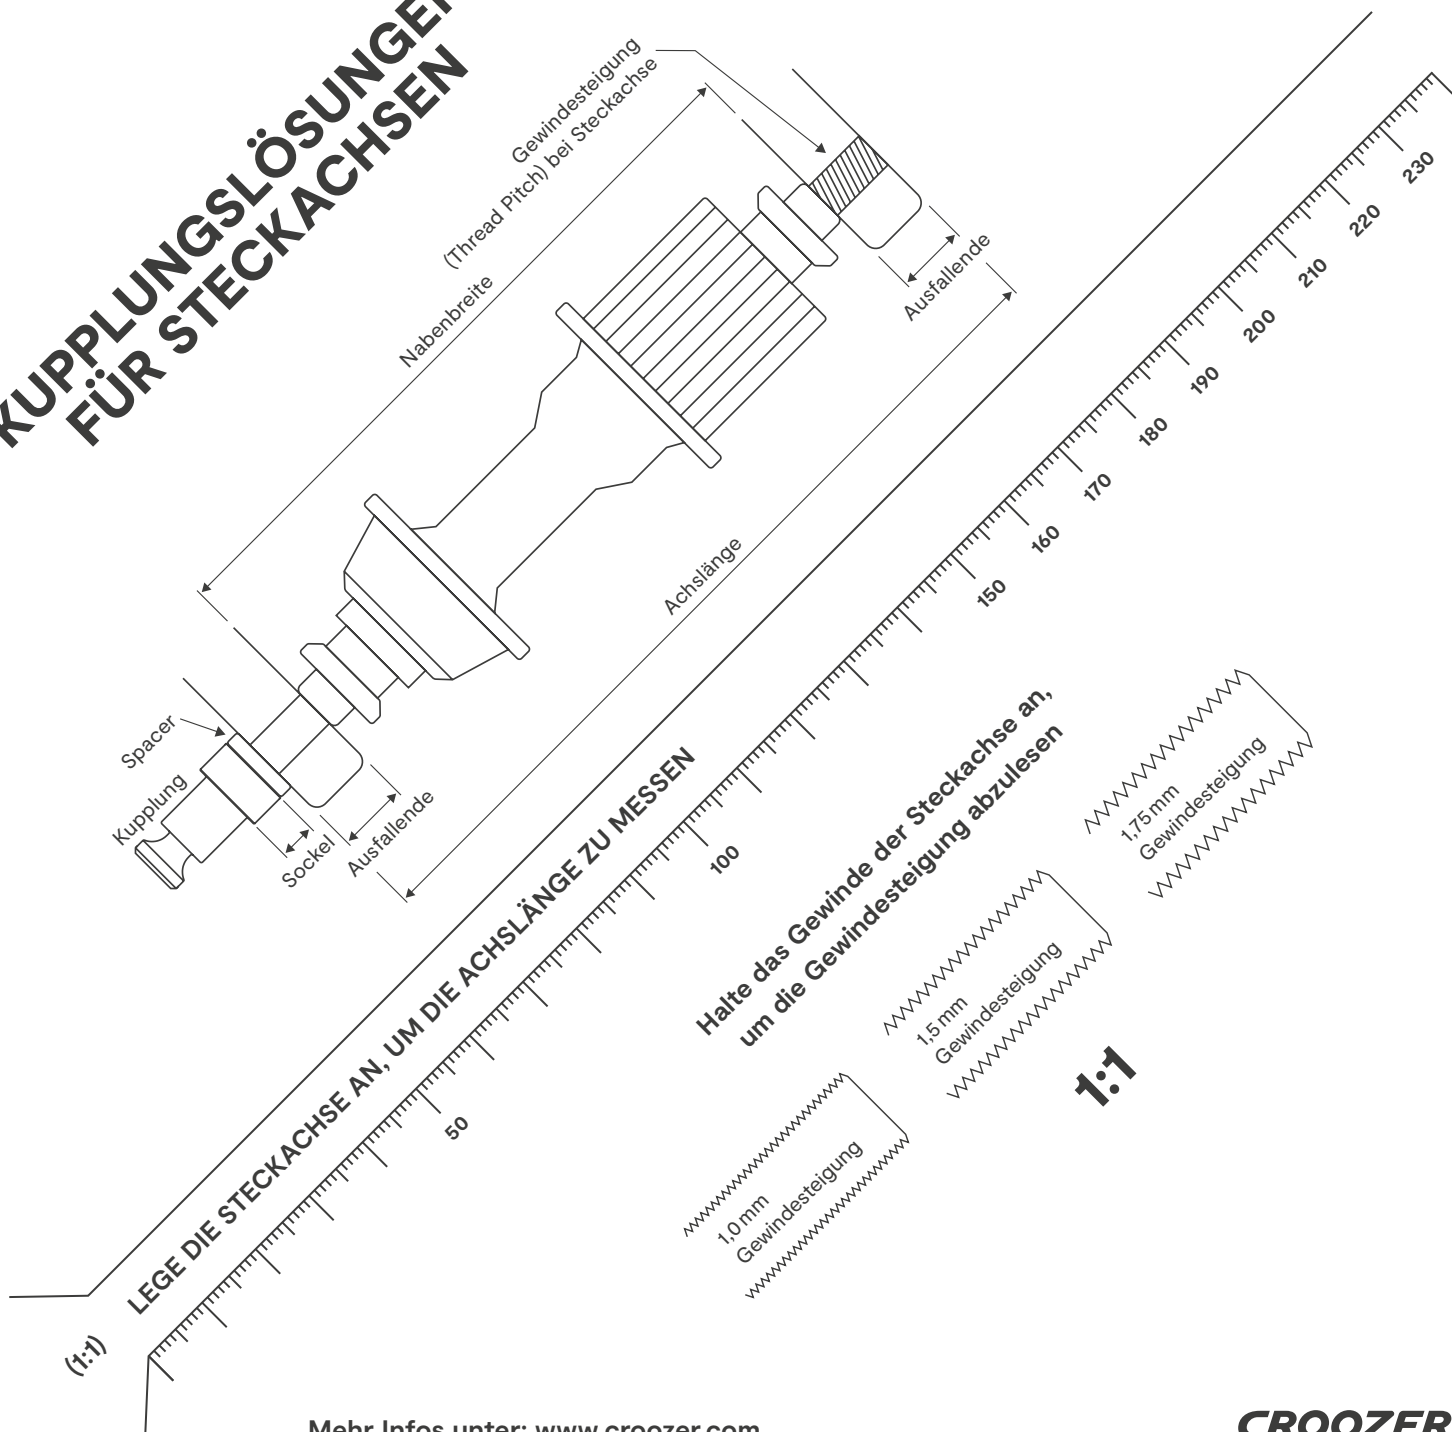 KUPPLUNGSLÖSUNGEN
FÜR STECKACHSEN
Gewindesteigung
(Thread Pitch) bei Steckachse
Nabenbreite
Ausfallende
Achslänge
Spacer
Kupplung
Sockel
Ausfallende
LEGE DIE STECKACHSE AN, UM DIE ACHSLÄNGE ZU MESSEN
(1:1)
50
100
150
160
170
180
190
200
210
220
230
Halte das Gewinde der Steckachse an,
um die Gewindesteigung abzulesen
1,0 mm
Gewindesteigung
1,5 mm
Gewindesteigung
1,75 mm
Gewindesteigung
1:1
Mehr Infos unter: www.croozer.com
CROOZER